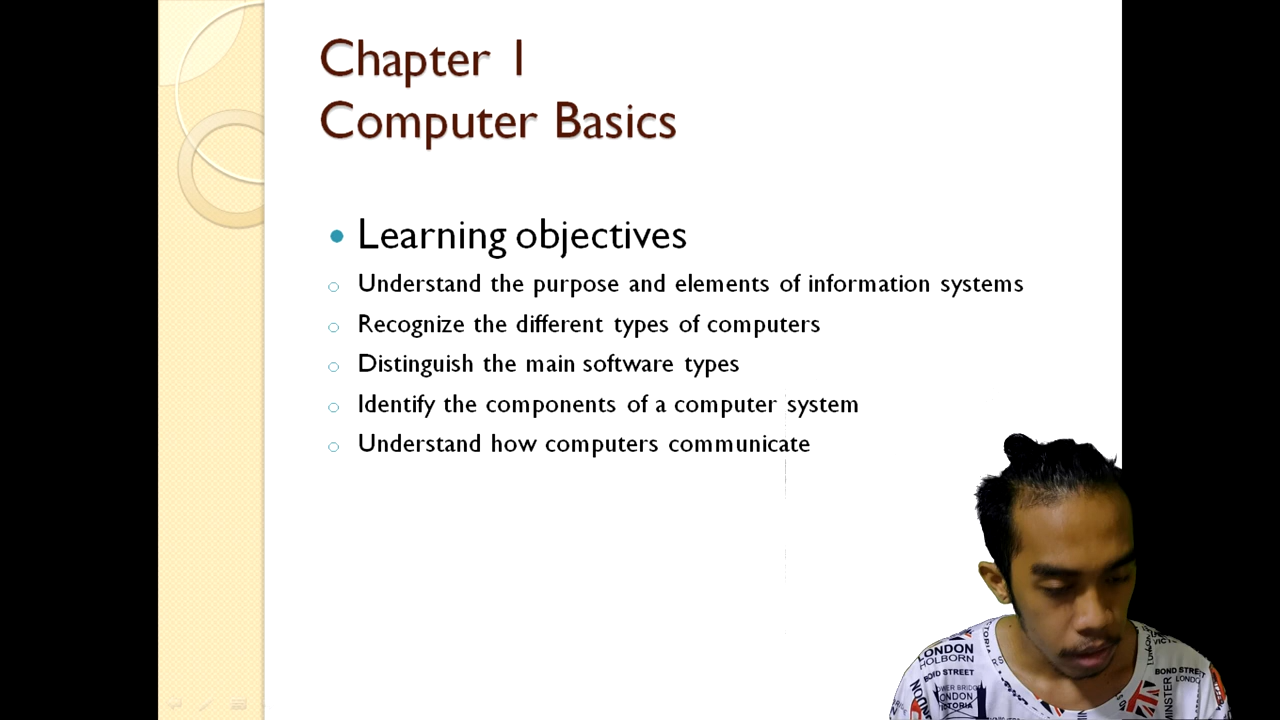 Chapter 1
Computer Basics
Learning objectives
Understand the purpose and elements of information systems
Recognize the different types of computers
Distinguish the main software types
Identify the components of a computer system
Understand how computers communicate
LONDON
HOLBORN
BOND STREET
VICTORIA
BOND STREET
LONDON